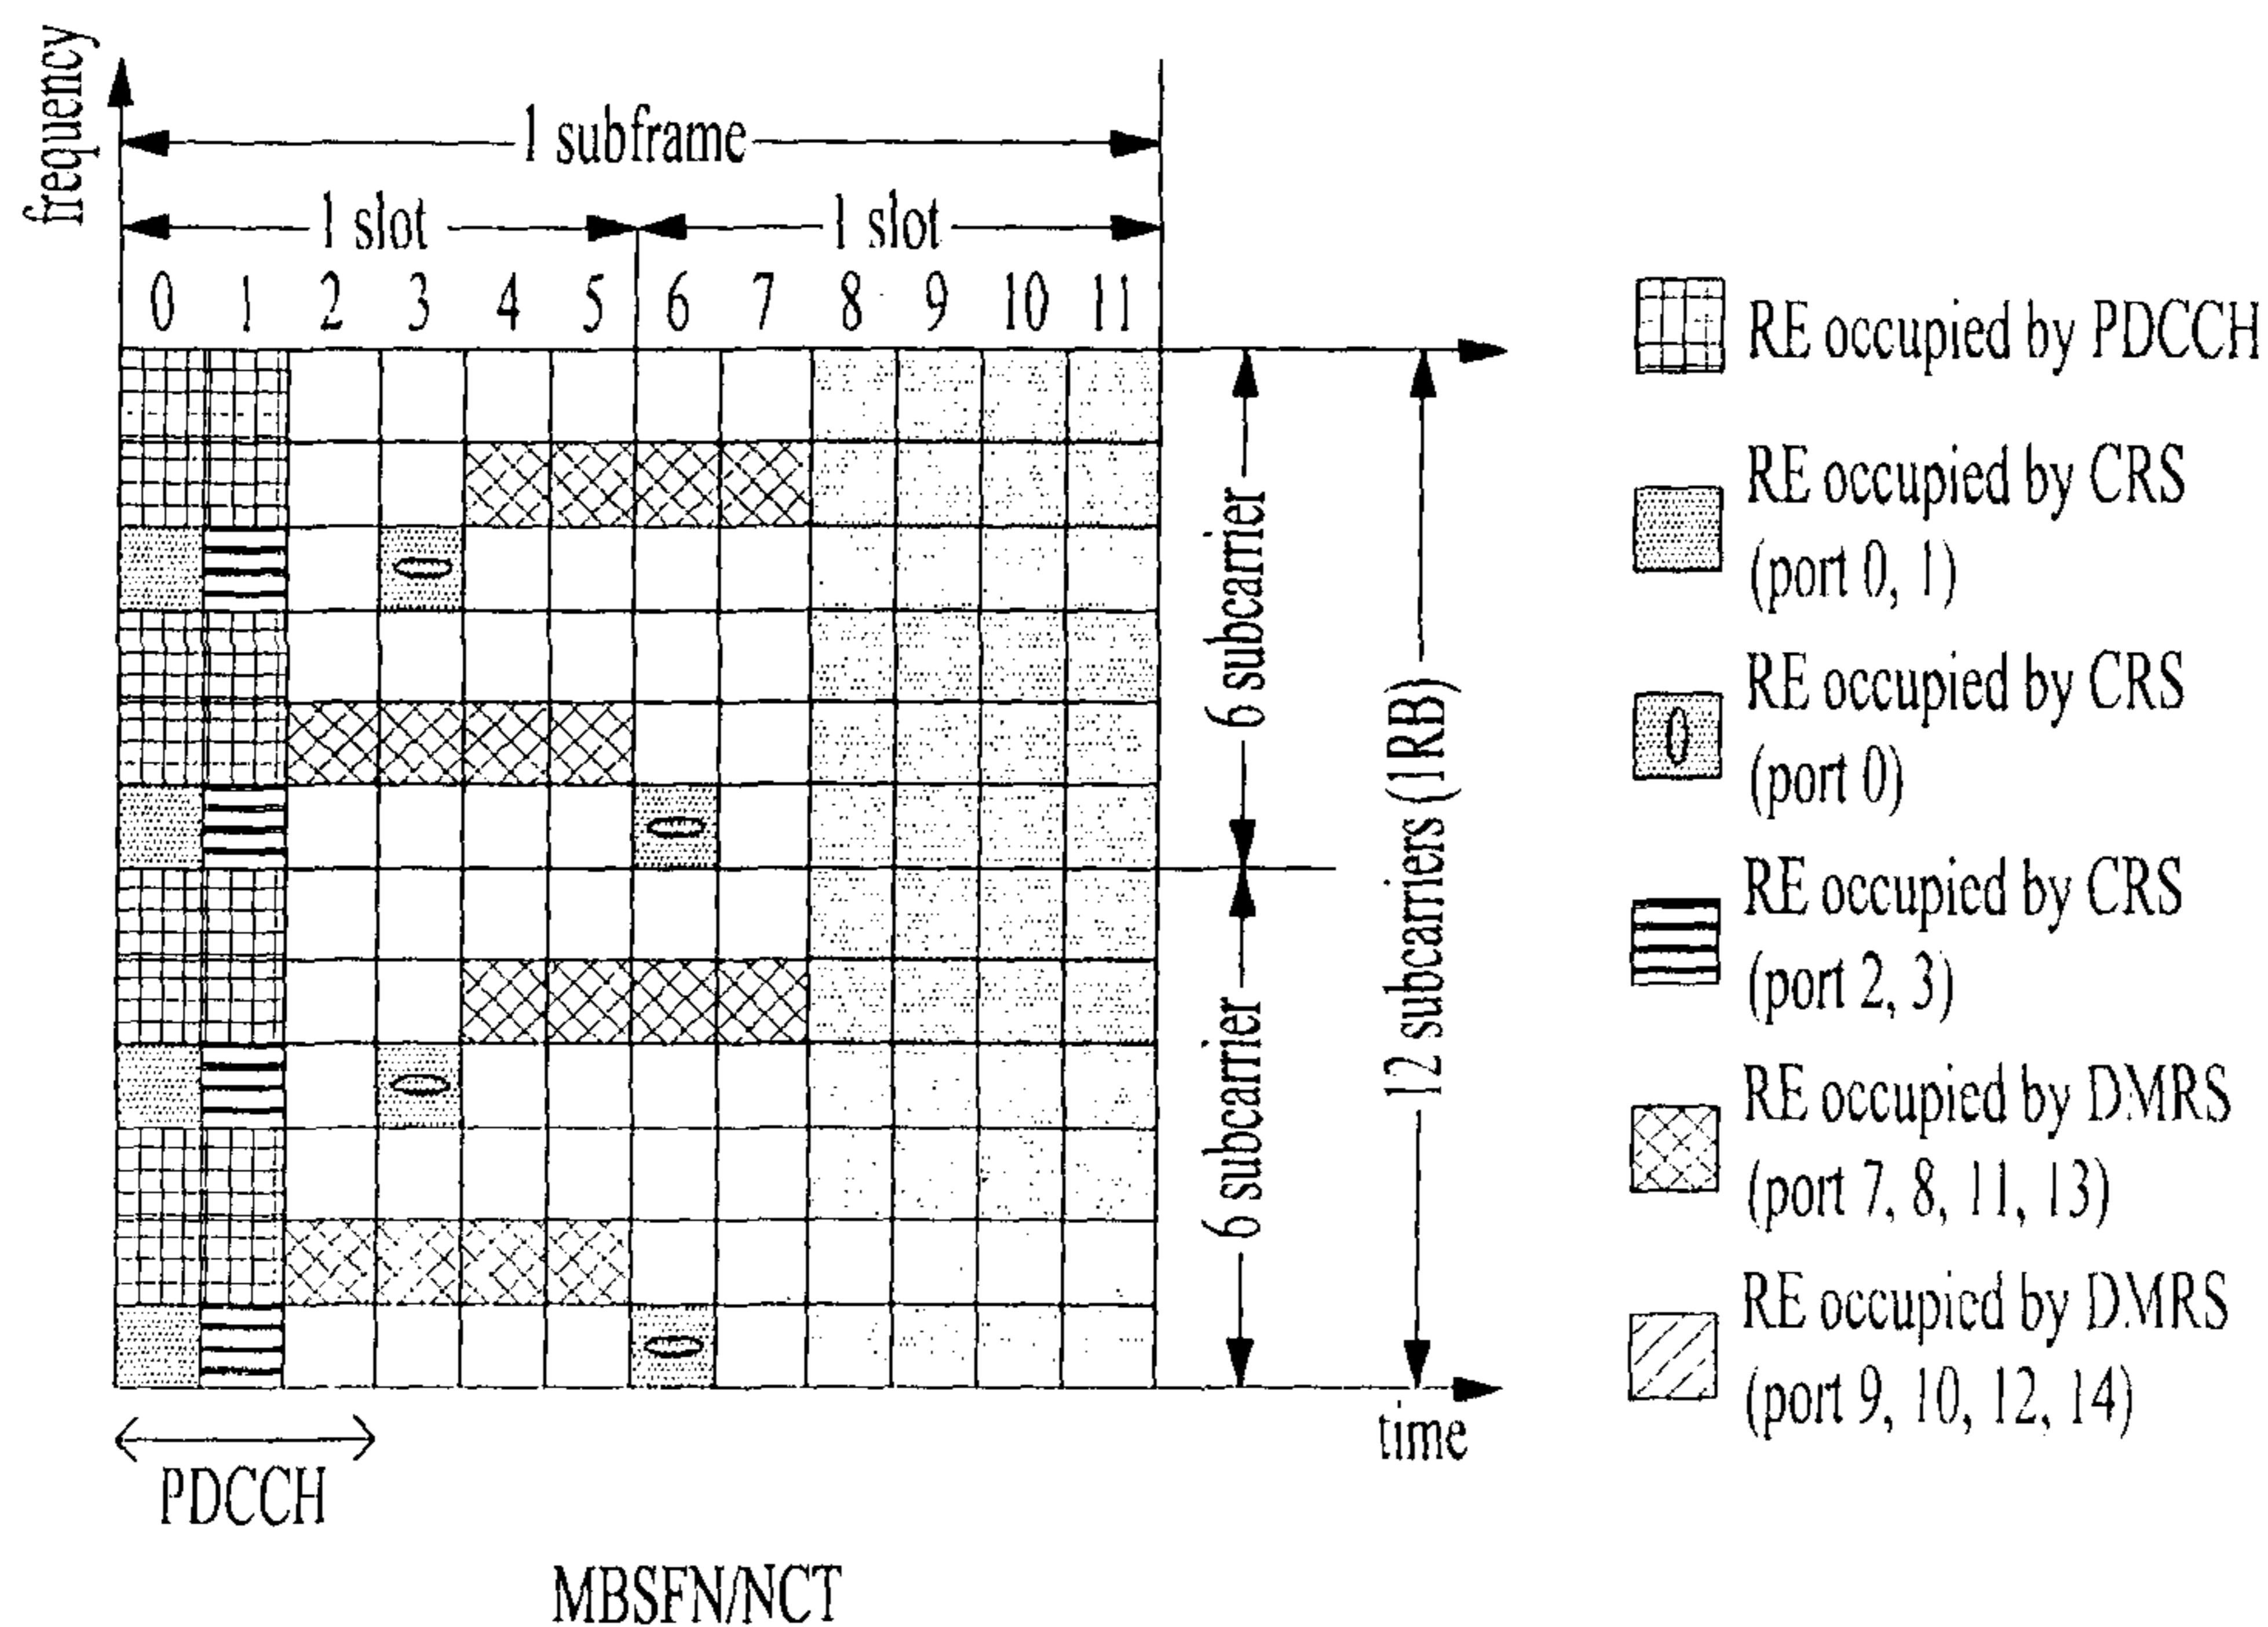 frequency
1 subframe
1 slot 1 slot
0 1 2 3 4 5 6 7 8 9 10 11
6 subcarrier
6 subcarrier
12 subcarriers (1RB)
time
PDCCH
MBSFN/NCT
RE occupied by PDCCH
RE occupied by CRS
(port 0, 1)
RE occupied by CRS
(port 0)
RE occupied by CRS
(port 2, 3)
RE occupied by DMRS
(port 7, 8, 11, 13)
RE occupied by DMRS
(port 9, 10, 12, 14)